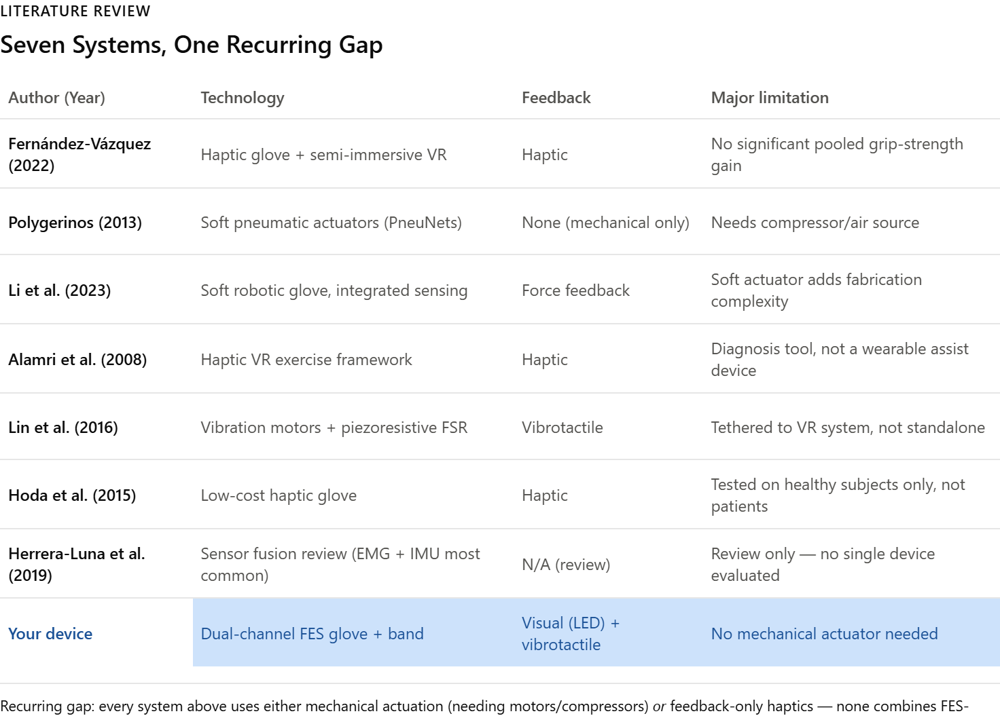 LITERATURE REVIEW
Seven Systems, One Recurring Gap
Author (Year) Technology Feedback Major limitation
Fernández-Vázquez
(2022)
Haptic glove + semi-immersive VR
Haptic
No significant pooled grip-strength
gain
Polygerinos (2013)
Soft pneumatic actuators (PneuNets)
None (mechanical only)
Needs compressor/air source
Li et al. (2023)
Soft robotic glove, integrated sensing
Force feedback
Soft actuator adds fabrication
complexity
Alamri et al. (2008)
Haptic VR exercise framework
Haptic
Diagnosis tool, not a wearable assist
device
Lin et al. (2016)
Vibration motors + piezoresistive FSR
Vibrotactile
Tethered to VR system, not standalone
Hoda et al. (2015)
Low-cost haptic glove
Haptic
Tested on healthy subjects only, not
patients
Herrera-Luna et al.
(2019)
Sensor fusion review (EMG + IMU most
common)
N/A (review)
Review only — no single device
evaluated
Your device
Dual-channel FES glove + band
Visual (LED) +
vibrotactile
No mechanical actuator needed
Recurring gap: every system above uses either mechanical actuation (needing motors/compressors) or feedback-only haptics — none combines FES-